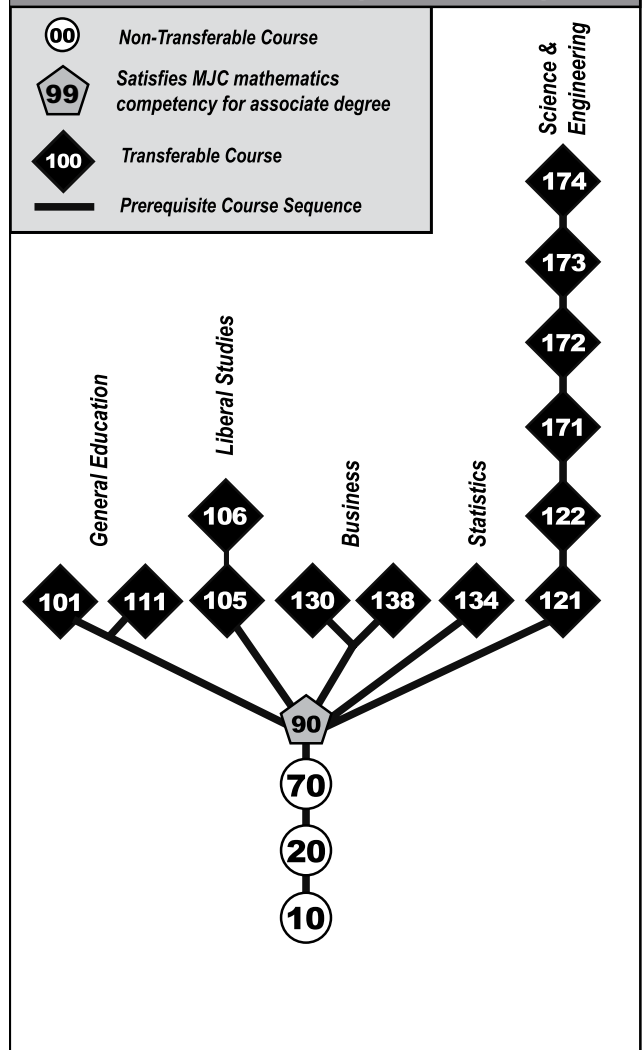 00 Non-Transferable Course
99 Satisfies MJC mathematics
competency for associate degree
100 Transferable Course
Prerequisite Course Sequence
Science &
Engineering
174
173
172
171
General Education
Liberal Studies
Business
Statistics
106
122
101 111 105 130 138 134 121
90
70
20
10